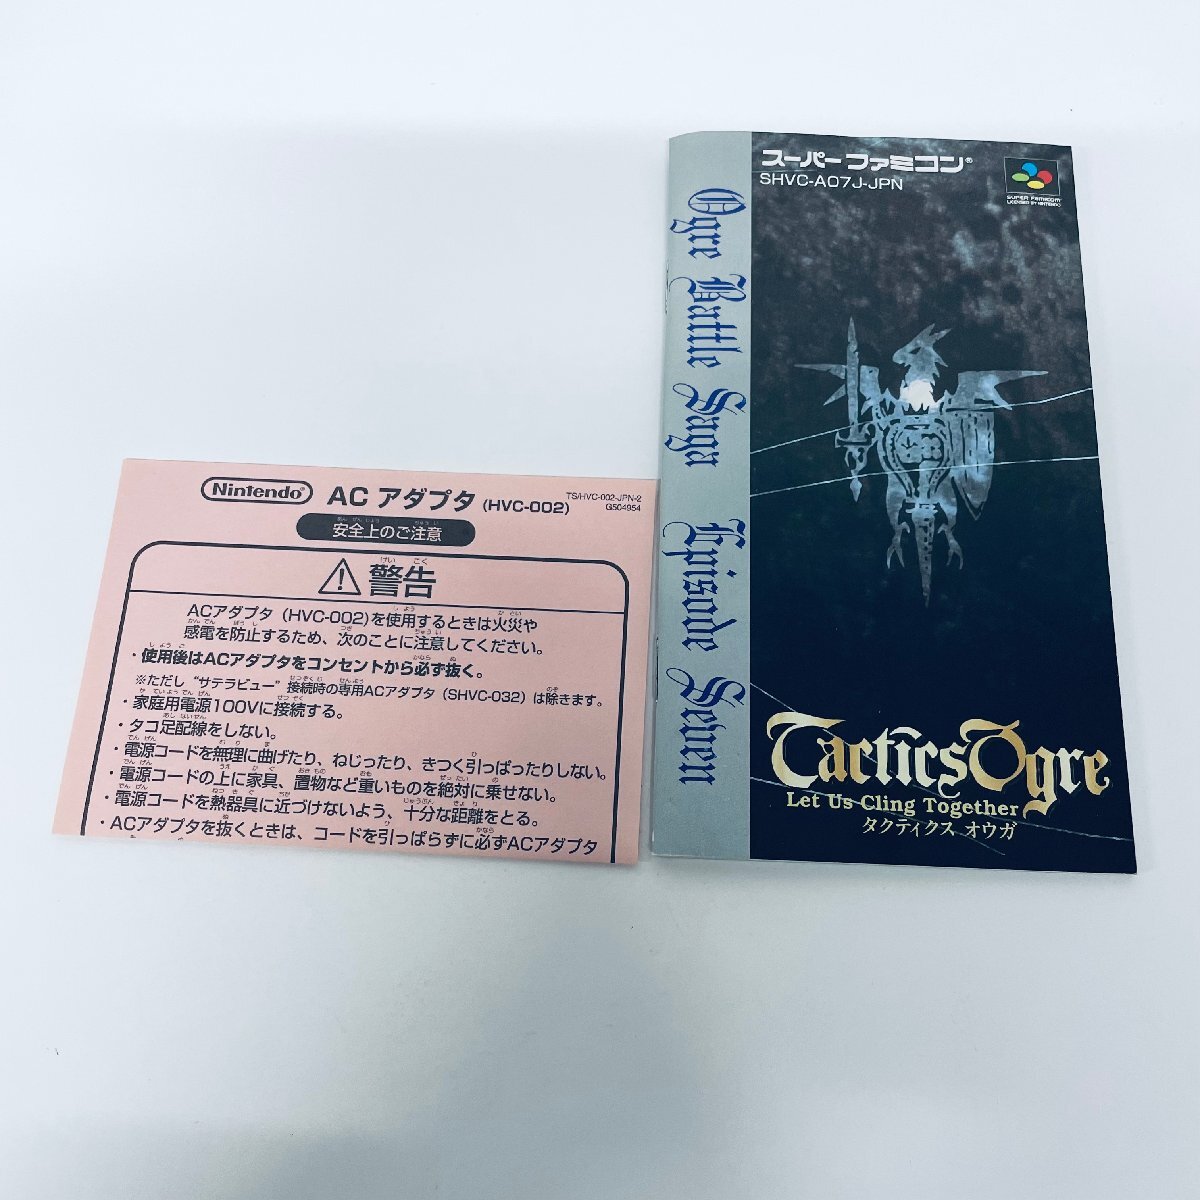 Nintendo
AC アダプタ (HVC-002)
TS/HVC-002-JPN-2
G504954
安全上のご注意
警告
ACアダプタ (HVC-002)を使用するときは火災や
感電を防止するため、次のことに注意してください。
・使用後はACアダプタをコンセントから必ず抜く。
※ただし“サテラビュー”接続時の専用ACアダプタ (SHVC-032) は除きます。
・家庭用電源100Vに接続する。
・タコ足配線をしない。
・電源コードを無理に曲げたり、ねじったり、きつく引っぱったりしない。
・電源コードの上に家具、置物など重いものを絶対に乗せない。
・電源コードを熱器具に近づけないよう、十分な距離をとる。
・ACアダプタを抜くときは、コードを引っぱらずに必ずACアダプタ
Ogre Battle Saga Episode Seven
スーパーファミコン®
SHVC-A07J-JPN
SUPER FAMICOM
LICENSED BY NINTENDO
Tactics Ogre
Let Us Cling Together
タクティクス オウガ